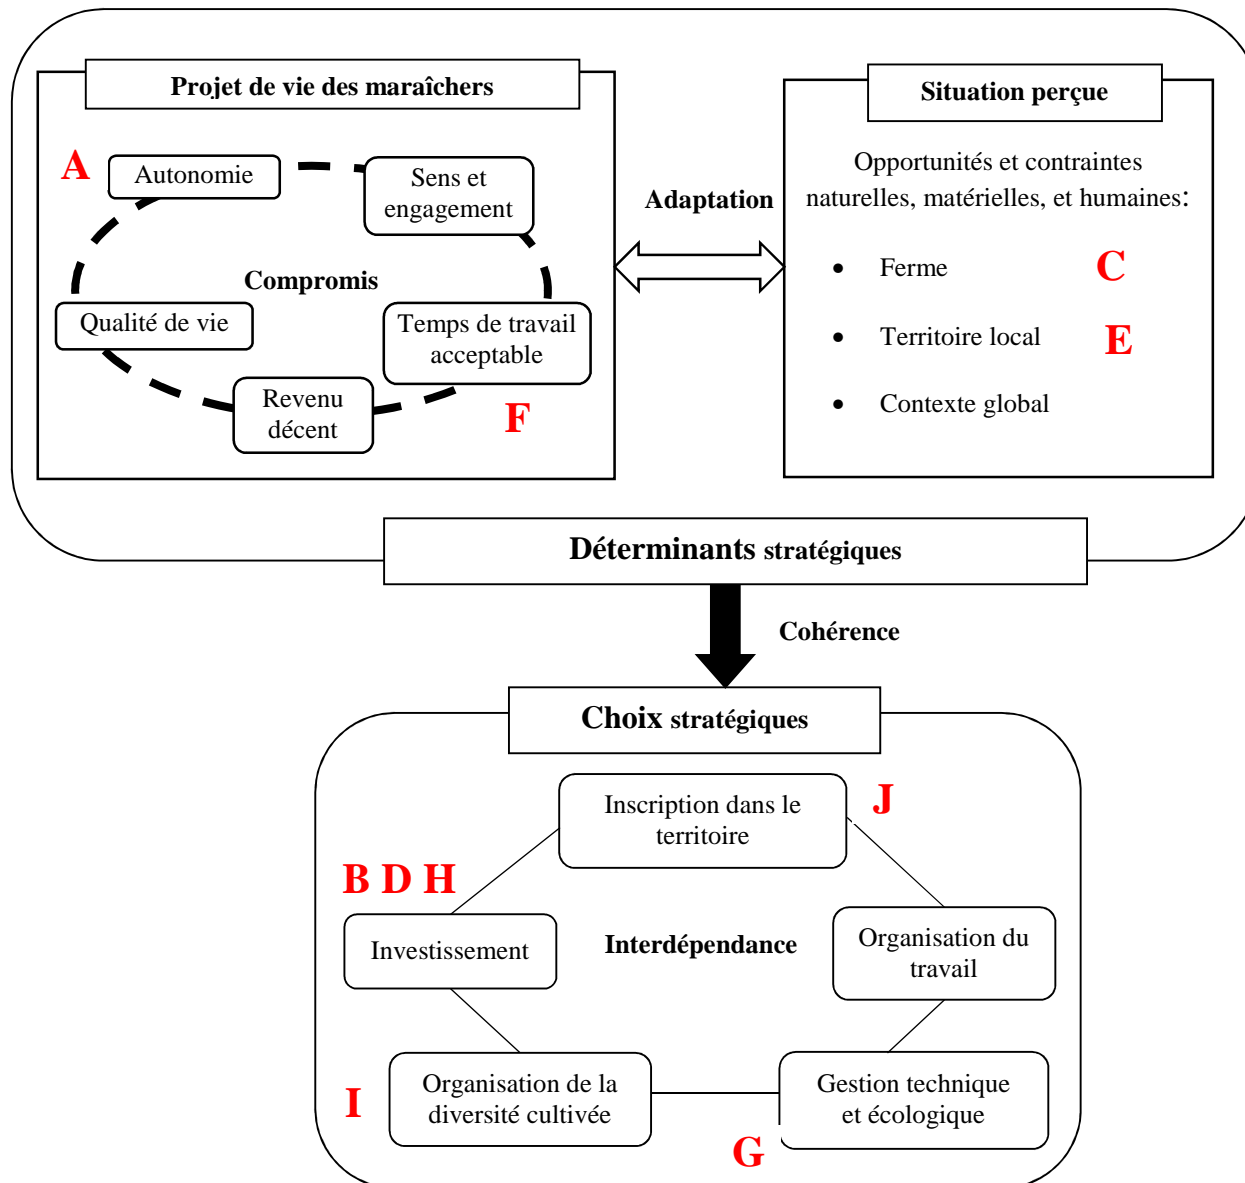 Projet de vie des maraîchers
A
Autonomie
Sens et
engagement
Compromis
Qualité de vie
Temps de travail
acceptable
Revenu
décent
F
Adaptation
Situation perçue
Opportunités et contraintes
naturelles, matérielles, et humaines:
• Ferme
C
• Territoire local
E
• Contexte global
Déterminants stratégiques
Cohérence
Choix stratégiques
Inscription dans le
territoire
J
B D H
Investissement
Interdépendance
Organisation du
travail
I
Organisation de la
diversité cultivée
Gestion technique
et écologique
G